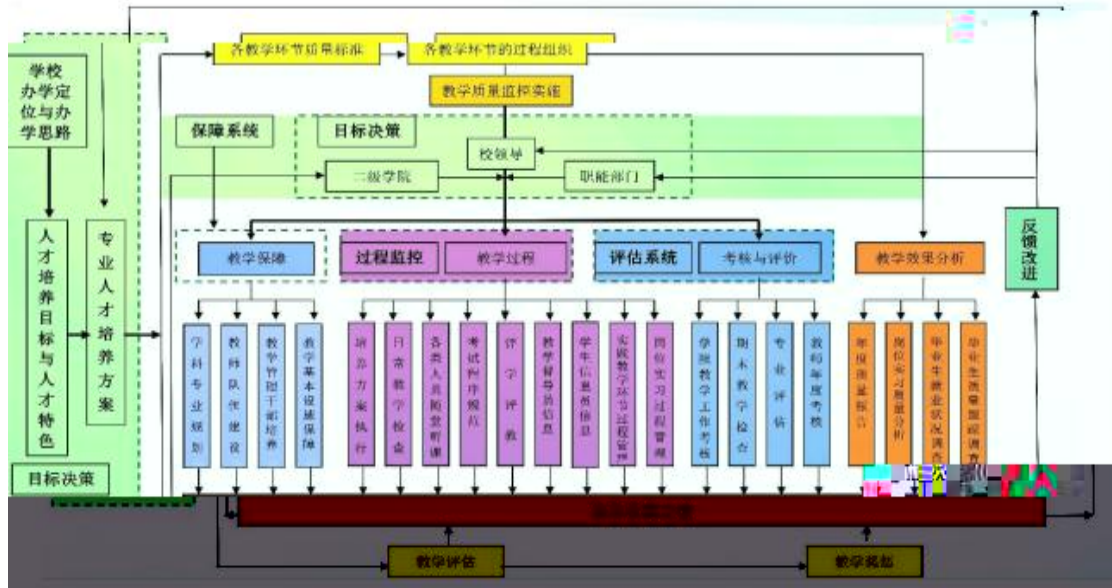 各教学环节质量标准
各教学环节的过程组织
教学质量监控实施
学校
办学定
位与办
学思路
保障系统
目标决策
校领导
二级学院
职能部门
人才培养目标与人才特色
专业人才培养方案
教学保障
过程监控
教学过程
评估系统
考核与评价
教学效果分析
反馈改进
学科专业规划
教师队伍建设
教学管理干部培养
教学基本设施保障
培养方案执行
日常教学检查
各类人员随堂听课
考试程序规范
评学评教
教学督导员信息
学生信息员信息
实践教学环节过程管理
岗位实习过程管理
学院教学工作考核
期末教学检查
专业评估
教师年度考核
年度质量报告
岗位实习质量分析
毕业生就业状况调查
毕业生质量跟踪调查
目标决策
教学评估
教学奖惩